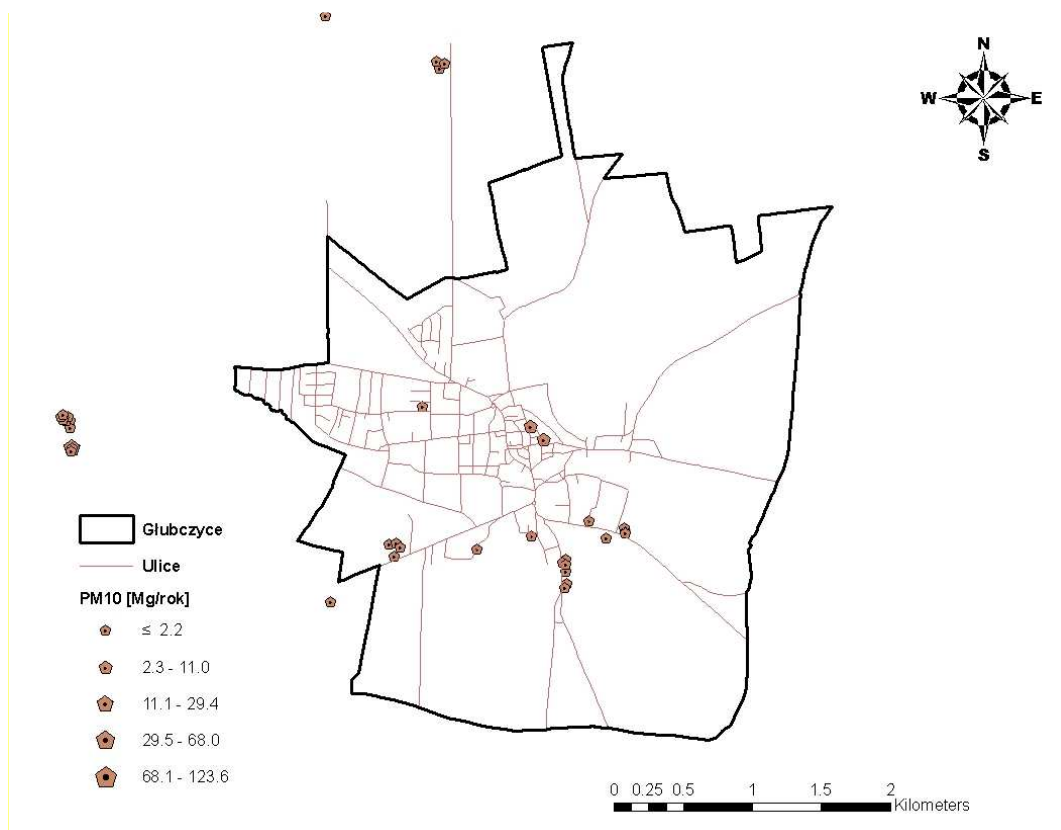 N
W E
S
Głubczyce
Ulice
PM10 [Mg/rok]
≤ 2.2
2.3 - 11.0
11.1 - 29.4
29.5 - 68.0
68.1 - 123.6
0 0.25 0.5 1 1.5 2
Kilometers